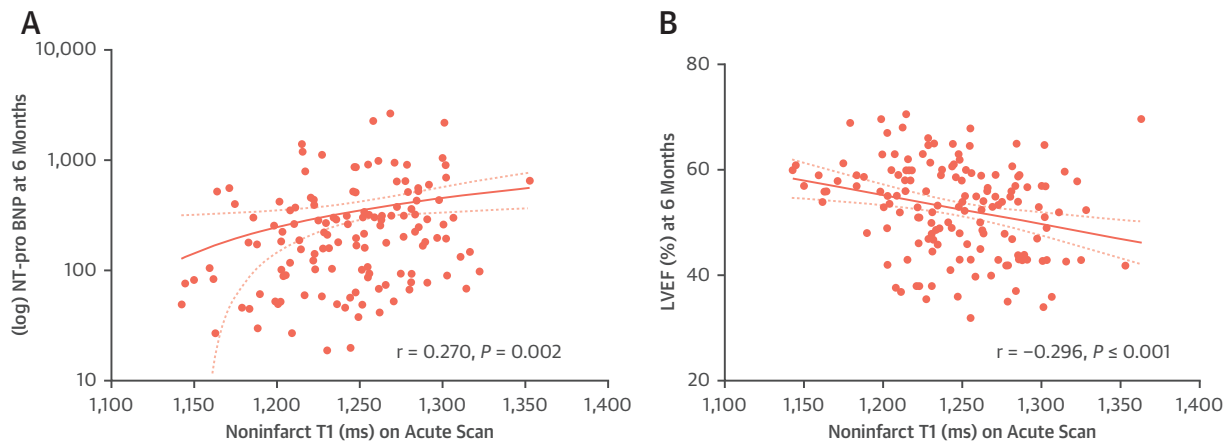 A
(log) NT-pro BNP at 6 Months
10,000
1,000
100
10
1,100
1,150
1,200
1,250
1,300
1,350
1,400
r = 0.270, P = 0.002
Noninfarct T1 (ms) on Acute Scan
B
LVEF (%) at 6 Months
80
60
40
20
1,100
1,150
1,200
1,250
1,300
1,350
1,400
r = −0.296, P ≤ 0.001
Noninfarct T1 (ms) on Acute Scan